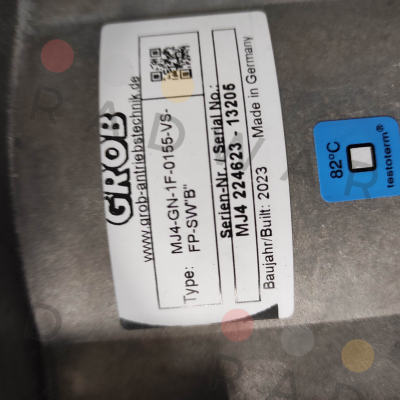 GROB
www.grob-antriebstechnik.de
Type: MJ4-GN-1F-0155-VS-
FP-SW"B"
Serien-Nr. / Serial No.:
MJ4 224623 - 13205
Baujahr/Built: 2023 Made in Germany
82°C
testoterm®